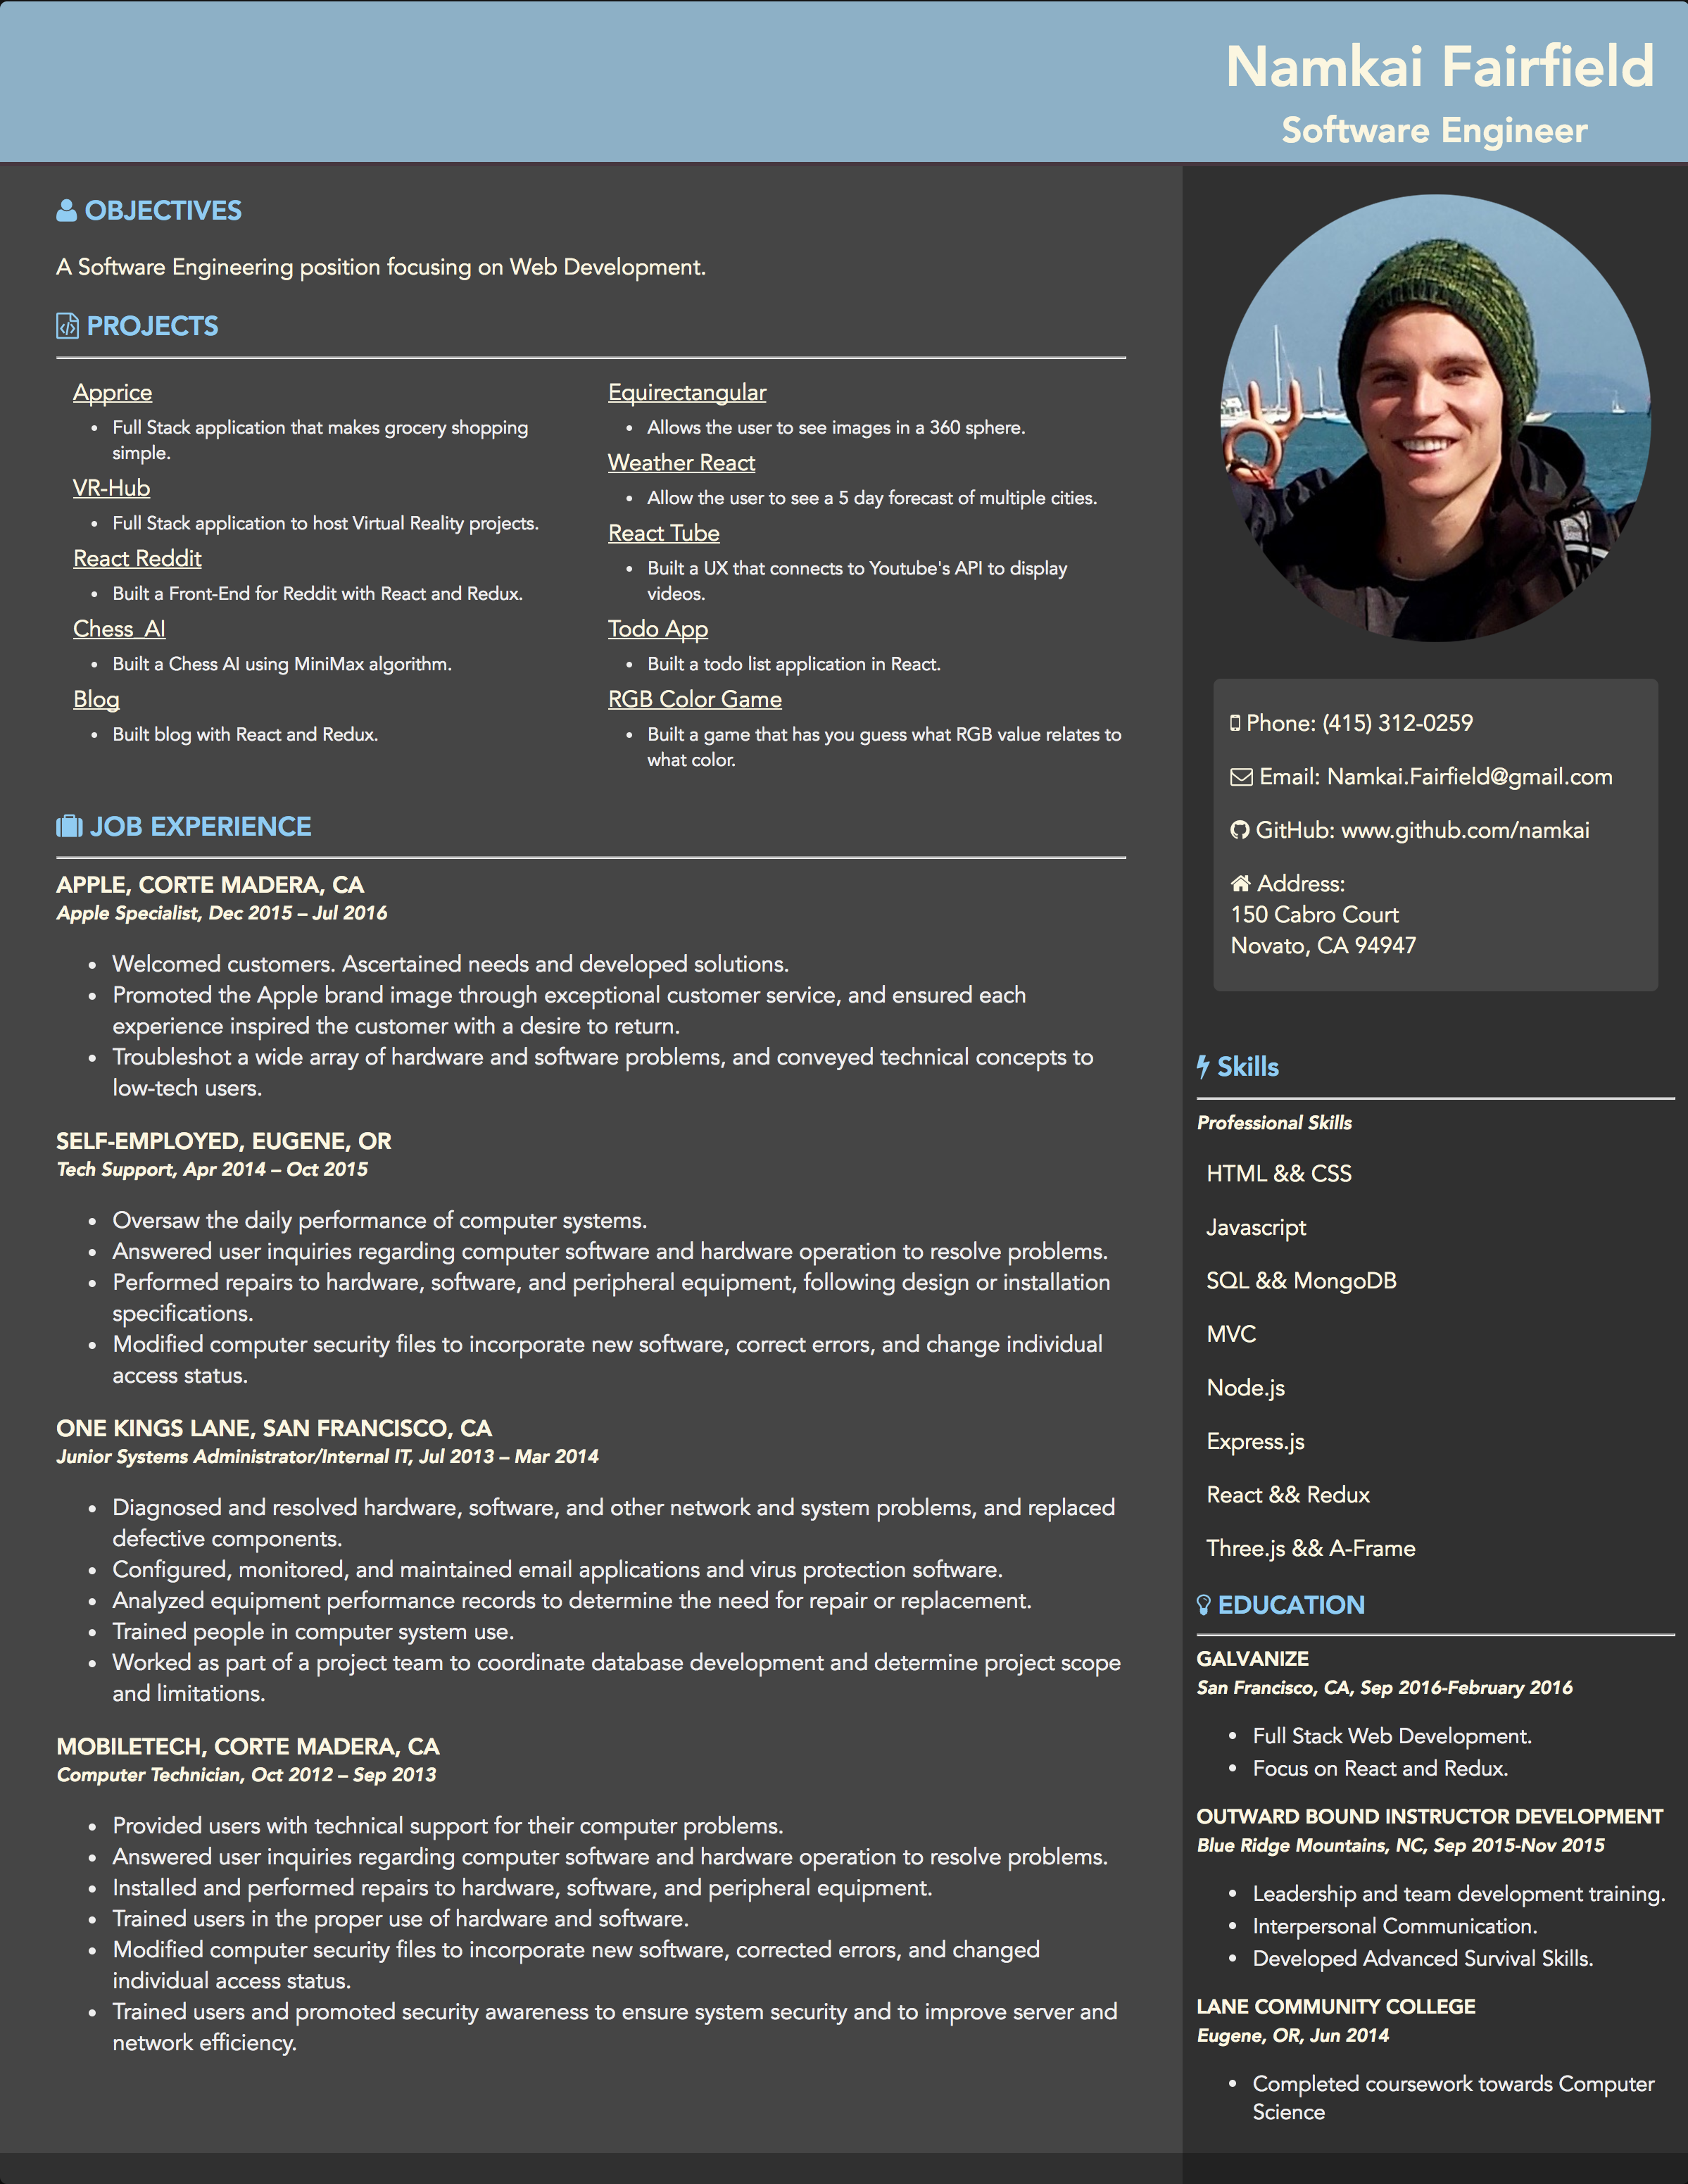 Namkai Fairfield
Software Engineer
OBJECTIVES
A Software Engineering position focusing on Web Development.
PROJECTS
Apprice
• Full Stack application that makes grocery shopping
simple.
VR-Hub
• Full Stack application to host Virtual Reality projects.
React Reddit
• Built a Front-End for Reddit with React and Redux.
Chess_AI
• Built a Chess AI using MiniMax algorithm.
Blog
• Built blog with React and Redux.
Equirectangular
• Allows the user to see images in a 360 sphere.
Weather React
• Allow the user to see a 5 day forecast of multiple cities.
React Tube
• Built a UX that connects to Youtube's API to display
videos.
Todo App
• Built a todo list application in React.
RGB Color Game
• Built a game that has you guess what RGB value relates to
what color.
JOB EXPERIENCE
APPLE, CORTE MADERA, CA
Apple Specialist, Dec 2015 – Jul 2016
• Welcomed customers. Ascertained needs and developed solutions.
• Promoted the Apple brand image through exceptional customer service, and ensured each
experience inspired the customer with a desire to return.
• Troubleshot a wide array of hardware and software problems, and conveyed technical concepts to
low-tech users.
SELF-EMPLOYED, EUGENE, OR
Tech Support, Apr 2014 – Oct 2015
• Oversaw the daily performance of computer systems.
• Answered user inquiries regarding computer software and hardware operation to resolve problems.
• Performed repairs to hardware, software, and peripheral equipment, following design or installation
specifications.
• Modified computer security files to incorporate new software, correct errors, and change individual
access status.
ONE KINGS LANE, SAN FRANCISCO, CA
Junior Systems Administrator/Internal IT, Jul 2013 – Mar 2014
• Diagnosed and resolved hardware, software, and other network and system problems, and replaced
defective components.
• Configured, monitored, and maintained email applications and virus protection software.
• Analyzed equipment performance records to determine the need for repair or replacement.
• Trained people in computer system use.
• Worked as part of a project team to coordinate database development and determine project scope
and limitations.
MOBILETECH, CORTE MADERA, CA
Computer Technician, Oct 2012 – Sep 2013
• Provided users with technical support for their computer problems.
• Answered user inquiries regarding computer software and hardware operation to resolve problems.
• Installed and performed repairs to hardware, software, and peripheral equipment.
• Trained users in the proper use of hardware and software.
• Modified computer security files to incorporate new software, corrected errors, and changed
individual access status.
• Trained users and promoted security awareness to ensure system security and to improve server and
network efficiency.
Phone: (415) 312-0259
Email: Namkai.Fairfield@gmail.com
GitHub: www.github.com/namkai
Address:
150 Cabro Court
Novato, CA 94947
Skills
Professional Skills
HTML && CSS
Javascript
SQL && MongoDB
MVC
Node.js
Express.js
React && Redux
Three.js && A-Frame
EDUCATION
GALVANIZE
San Francisco, CA, Sep 2016-February 2016
• Full Stack Web Development.
• Focus on React and Redux.
OUTWARD BOUND INSTRUCTOR DEVELOPMENT
Blue Ridge Mountains, NC, Sep 2015-Nov 2015
• Leadership and team development training.
• Interpersonal Communication.
• Developed Advanced Survival Skills.
LANE COMMUNITY COLLEGE
Eugene, OR, Jun 2014
• Completed coursework towards Computer
Science